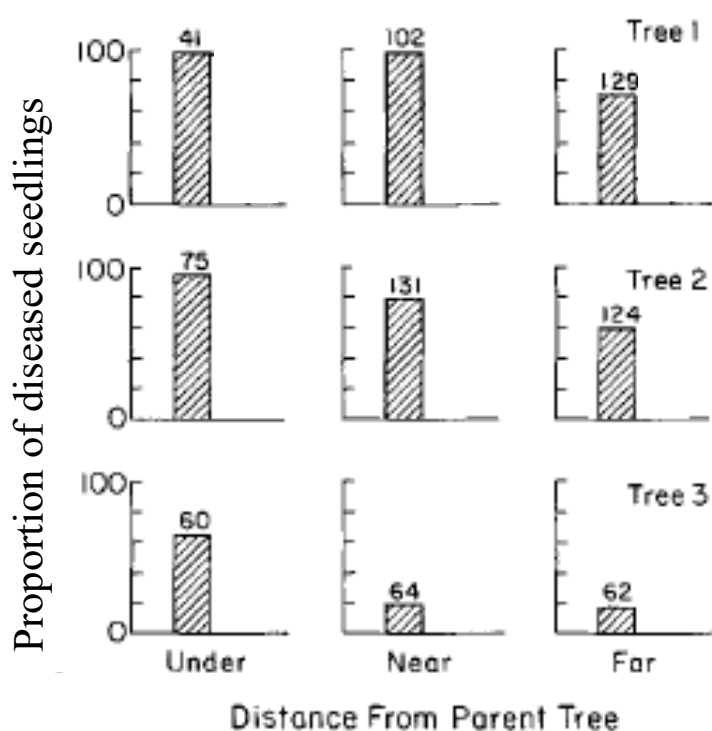 Proportion of diseased seedlings
Tree 1
100 41 102 129
0
Tree 2
100 75 131 124
0
Tree 3
100 60 64 62
0
Under Near Far
Distance From Parent Tree